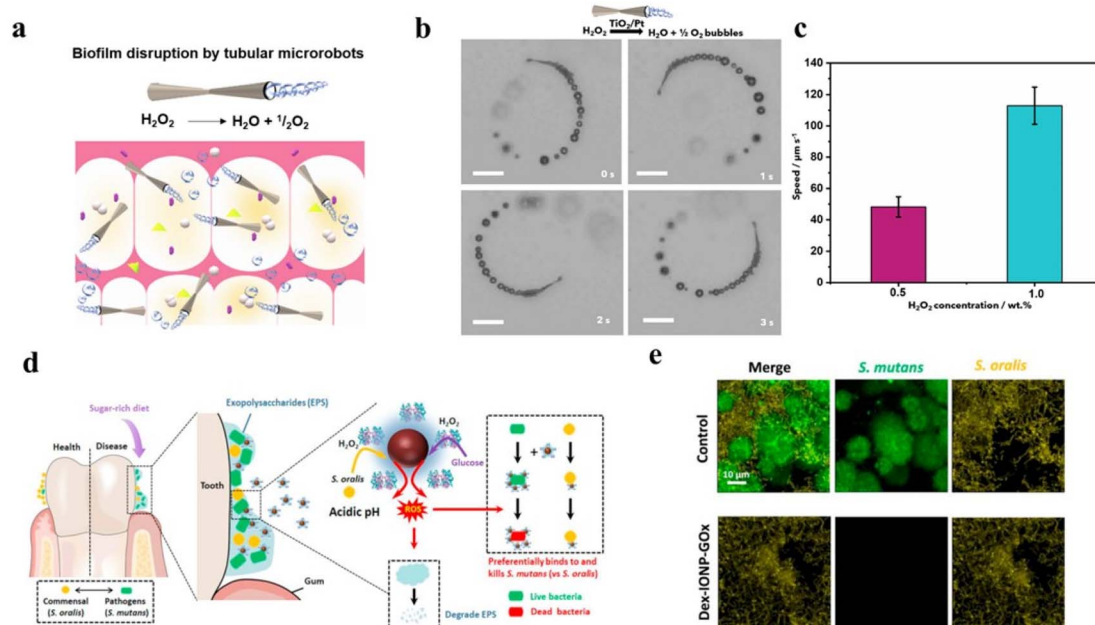 a
Biofilm disruption by tubular microrobots
H₂O₂ → H₂O + ¹/₂O₂
b
TiO₂/Pt
H₂O₂ → H₂O + ½ O₂ bubbles
0 s
1 s
2 s
3 s
c
Speed / µm s⁻¹
140
120
100
80
60
40
20
0
0.5
1.0
H₂O₂ concentration / wt.%
d
Sugar-rich diet
Health
Disease
Commensal
(S. oralis)
Pathogens
(S. mutans)
Exopolysaccharides (EPS)
Tooth
Gum
H₂O₂
H₂O₂
Glucose
S. oralis
Acidic pH
ROS
Degrade EPS
+
Preferentially binds to and
kills S. mutans (vs S. oralis)
Live bacteria
Dead bacteria
e
Merge
S. mutans
S. oralis
Control
10 µm
Dex-IONP-GOx